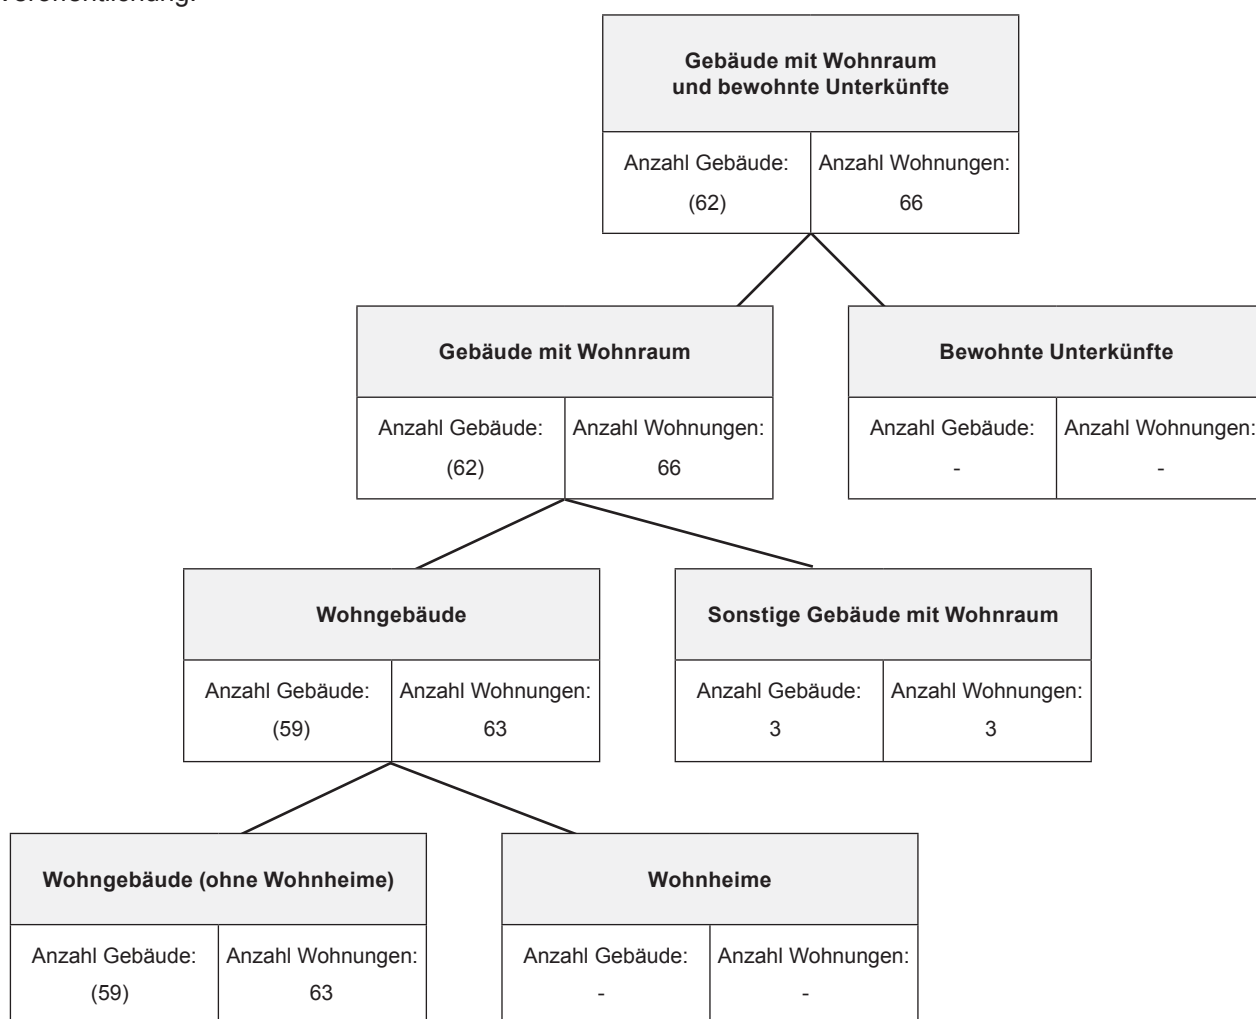 Veröffentlichung.
Gebäude mit Wohnraum
und bewohnte Unterkünfte
Anzahl Gebäude: Anzahl Wohnungen:
(62) 66
Gebäude mit Wohnraum
Anzahl Gebäude: Anzahl Wohnungen:
(62) 66
Bewohnte Unterkünfte
Anzahl Gebäude: Anzahl Wohnungen:
- -
Wohngebäude
Anzahl Gebäude: Anzahl Wohnungen:
(59) 63
Sonstige Gebäude mit Wohnraum
Anzahl Gebäude: Anzahl Wohnungen:
3 3
Wohngebäude (ohne Wohnheime)
Anzahl Gebäude: Anzahl Wohnungen:
(59) 63
Wohnheime
Anzahl Gebäude: Anzahl Wohnungen:
- -